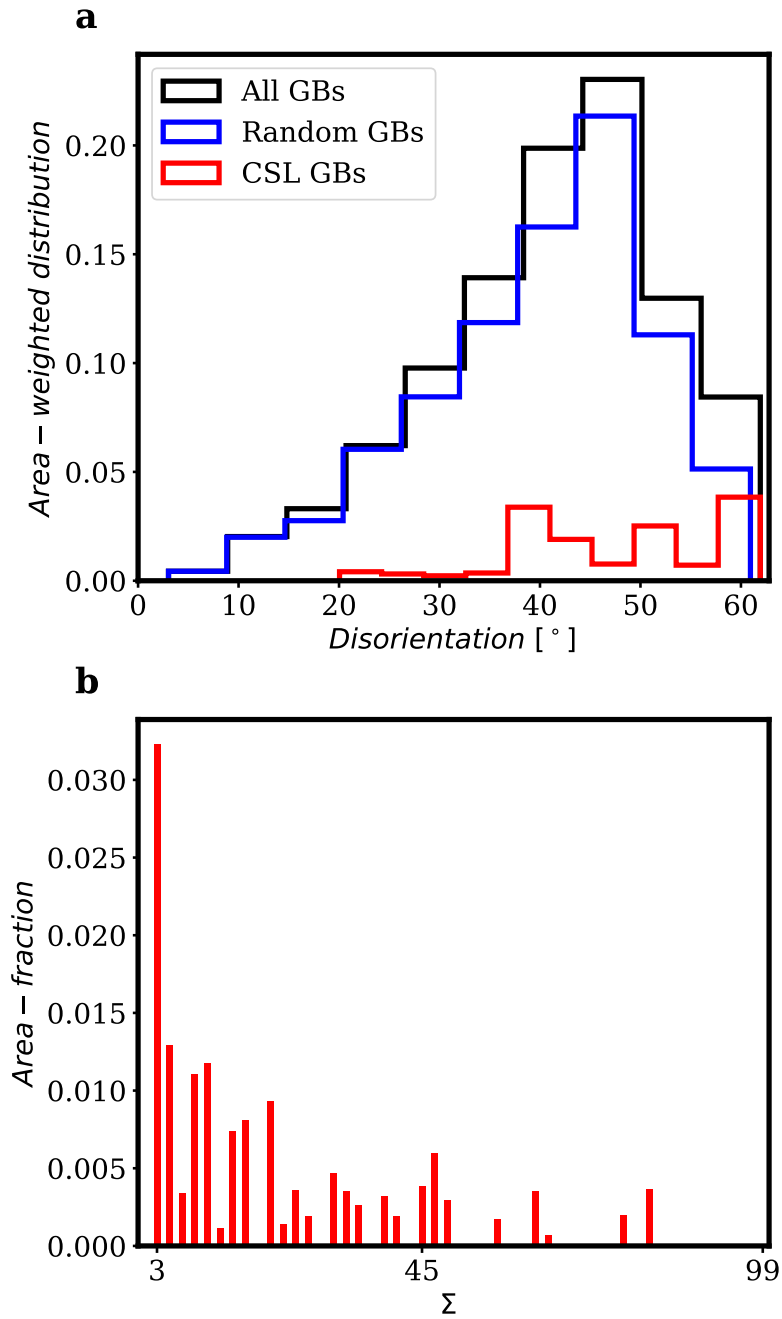 a
All GBs
Random GBs
CSL GBs
0.20
0.15
0.10
0.05
0.00
Area − weighted distribution
0 10 20 30 40 50 60
Disorientation [°]
b
0.030
0.025
0.020
0.015
0.010
0.005
0.000
Area − fraction
3 45 99
Σ